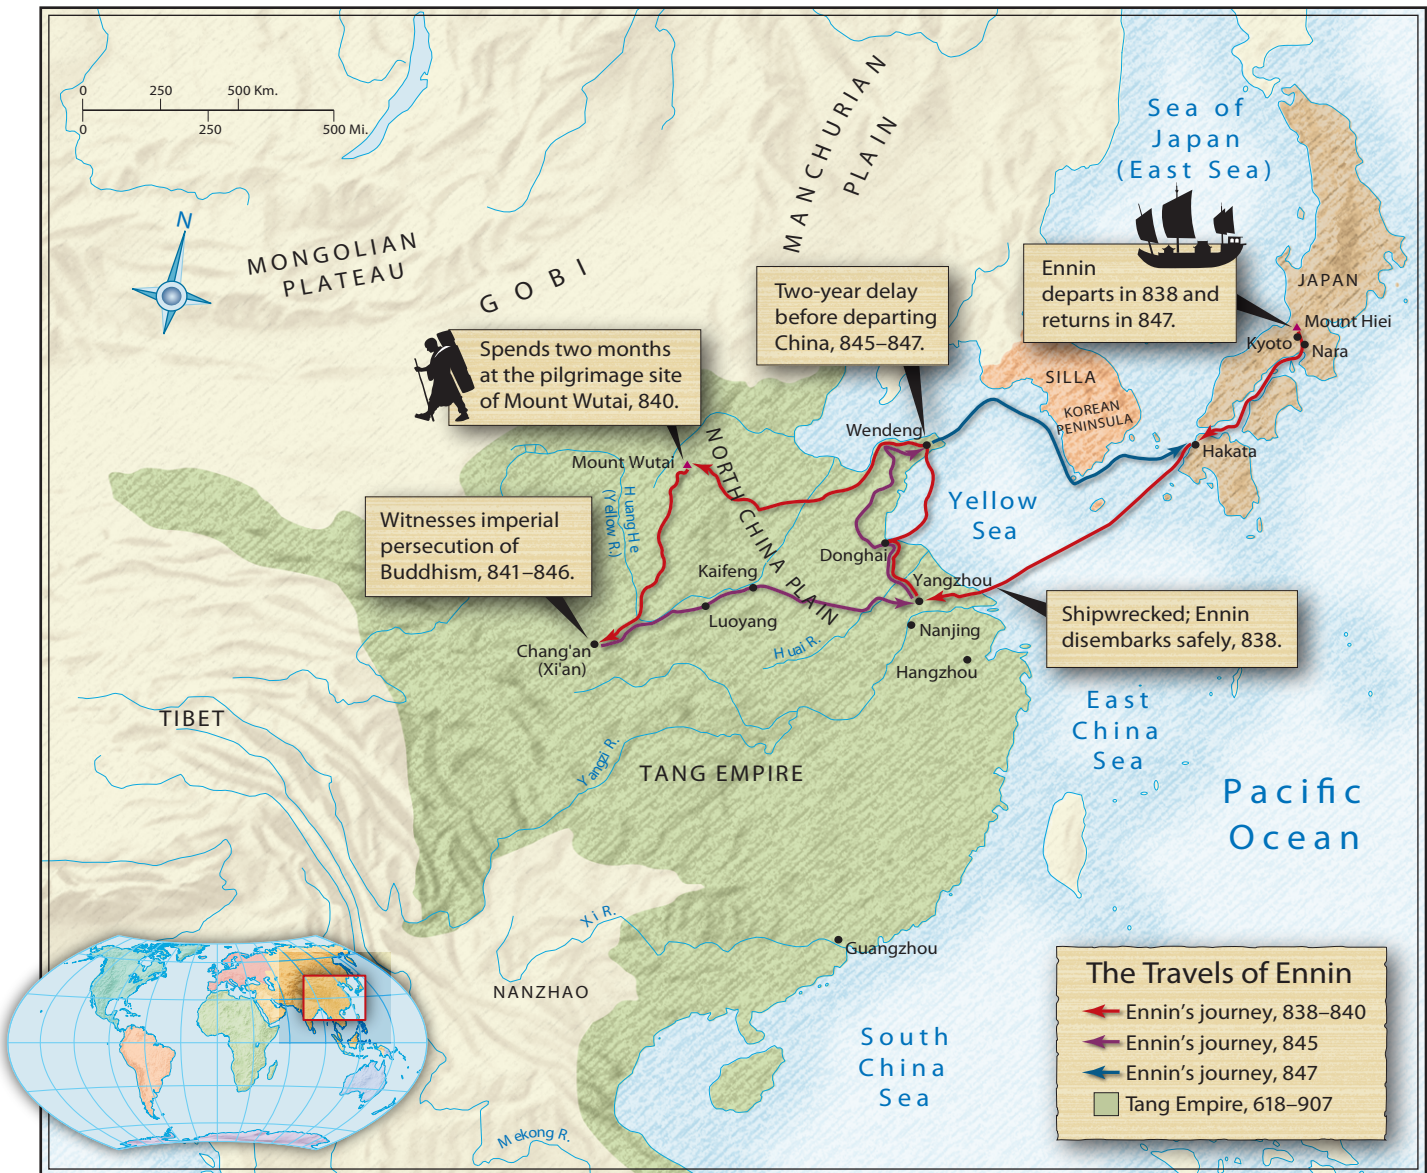 0 250 500 Km.
0 250 500 Mi.
N
MONGOLIAN
PLATEAU
GOBI
MANCHURIAN
PLAIN
Sea of
Japan
(East Sea)
Ennin
departs in 838 and
returns in 847.
JAPAN
Mount Hiei
Kyoto
Nara
Two-year delay
before departing
China, 845–847.
Spends two months
at the pilgrimage site
of Mount Wutai, 840.
SILLA
KOREAN
PENINSULA
Wendeng
Hakata
Mount Wutai
NORTH CHINA PLAIN
Huang He
(Yellow R.)
Yellow
Sea
Witnesses imperial
persecution of
Buddhism, 841–846.
Donghai
Kaifeng
Yangzhou
Luoyang
Nanjing
Huai R.
Chang'an
(Xi'an)
Hangzhou
Shipwrecked; Ennin
disembarks safely, 838.
TIBET
East
China
Sea
Yangzi R.
TANG EMPIRE
Pacific
Ocean
Xi R.
Guangzhou
NANZHAO
South
China
Sea
Mekong R.
The Travels of Ennin
Ennin's journey, 838–840
Ennin's journey, 845
Ennin's journey, 847
Tang Empire, 618–907